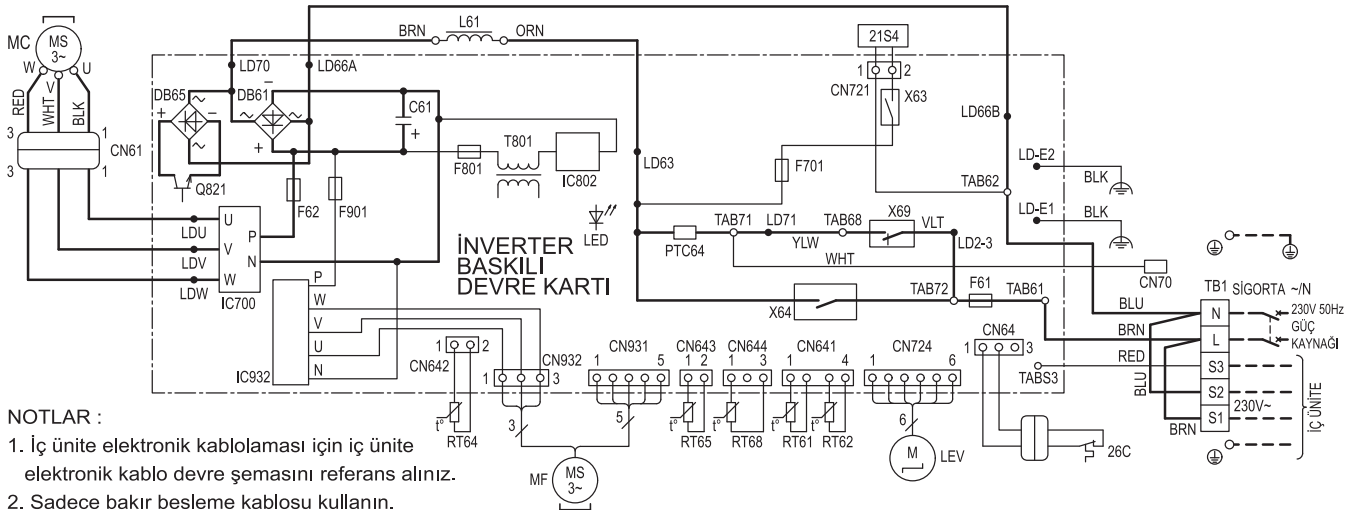 MC
MS
3~
W
V
U
RED
WHT
BLK
3
1
CN61
3
1
BRN
L61
ORN
LD70
LD66A
DB65
~
+
-
~
DB61
-
~
~
+
C61
+
Q821
F62
F901
F801
T801
IC802
LED
LDU
LDV
LDW
U
V
W
P
N
IC700
İNVERTER
BASKILI
DEVRE KARTI
P
W
V
U
N
IC932
21S4
1
2
CN721
X63
F701
LD63
LD66B
LD-E2
BLK
TAB62
LD-E1
BLK
TAB71
LD71
TAB68
X69
VLT
PTC64
YLW
LD2-3
WHT
CN70
X64
TAB72
F61
TAB61
BLU
BRN
RED
BLU
BRN
TABS3
TB1
SİGORTA ~/N
N
L
S3
S2
S1
230V 50Hz
GÜÇ
KAYNAĞI
230V~
İÇ ÜNİTE
CN642
1
2
t°
RT64
CN932
1
3
3
CN931
1
5
5
MF
MS
3~
CN643
1 2
t°
RT65
CN644
1
3
t°
RT68
CN641
1
4
t°
RT61
t°
RT62
CN724
1
6
6
M
LEV
CN64
1
3
26C
NOTLAR :
1. İç ünite elektronik kablolaması için iç ünite
elektronik kablo devre şemasını referans alınız.
2. Sadece bakır besleme kablosu kullanın.